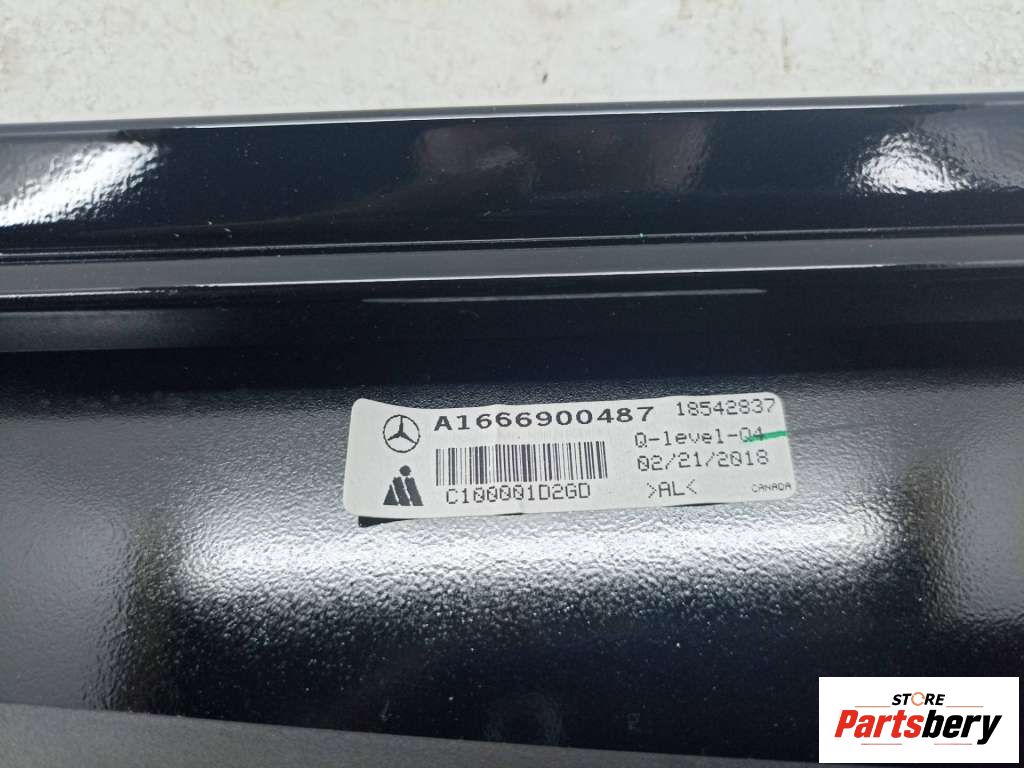 A1666900487 18542837
Q-level-Q4
02/21/2018
C100001D2GD >AL< CANADA
STORE
Partsbery